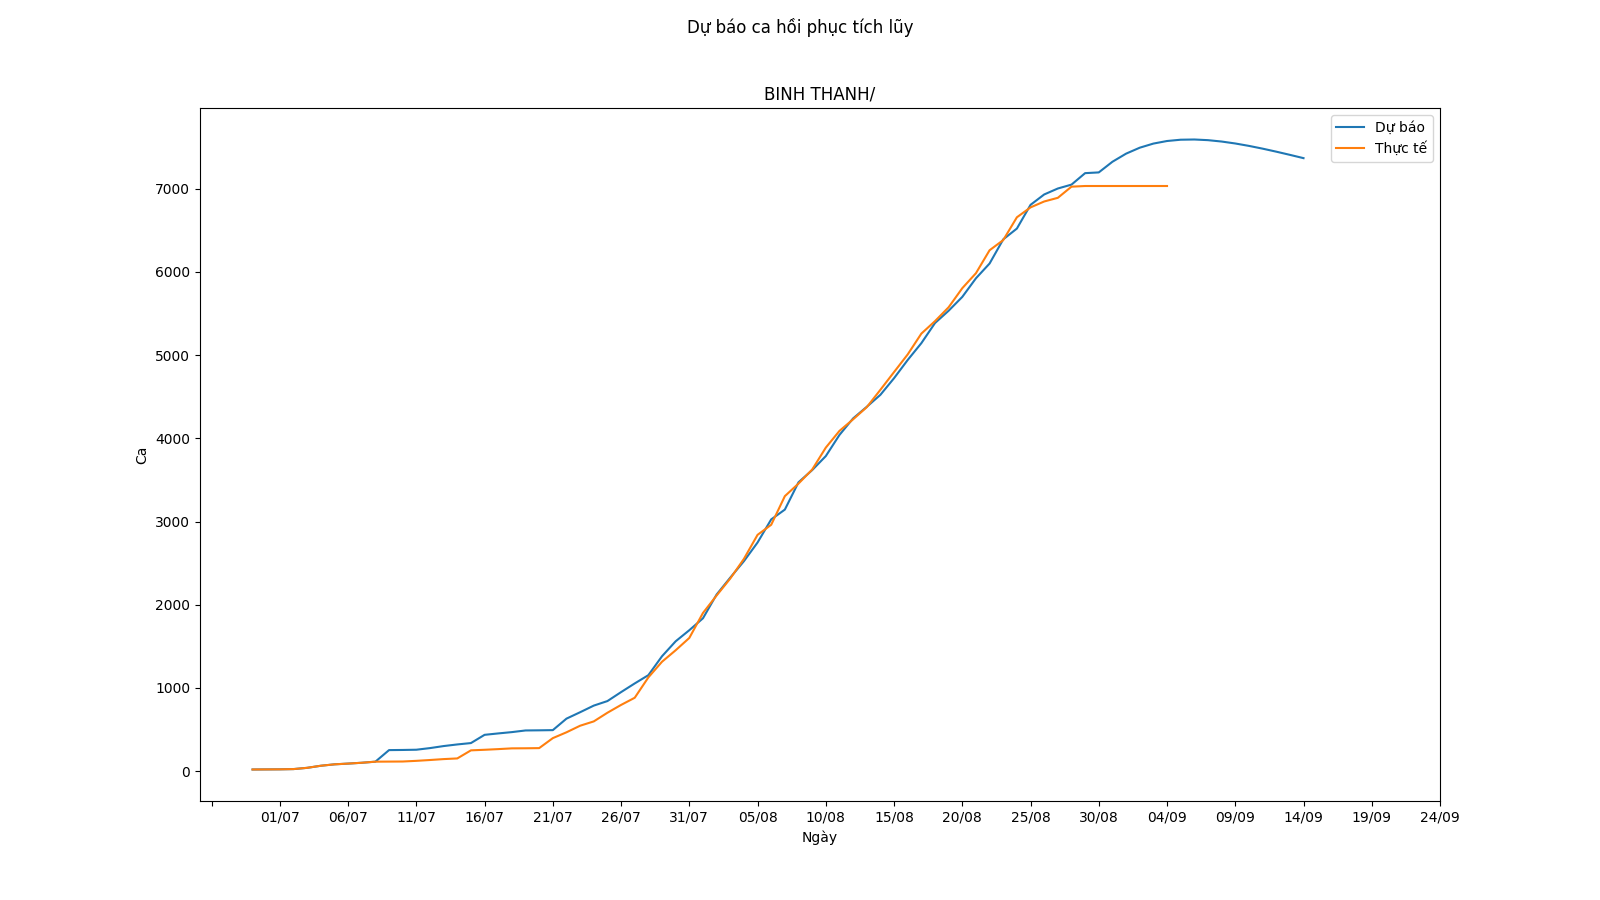 Dự báo ca hồi phục tích lũy
BINH THANH/
Dự báo
Thực tế
7000
6000
5000
4000
3000
2000
1000
0
Ca
01/07 06/07 11/07 16/07 21/07 26/07 31/07 05/08 10/08 15/08 20/08 25/08 30/08 04/09 09/09 14/09 19/09 24/09
Ngày